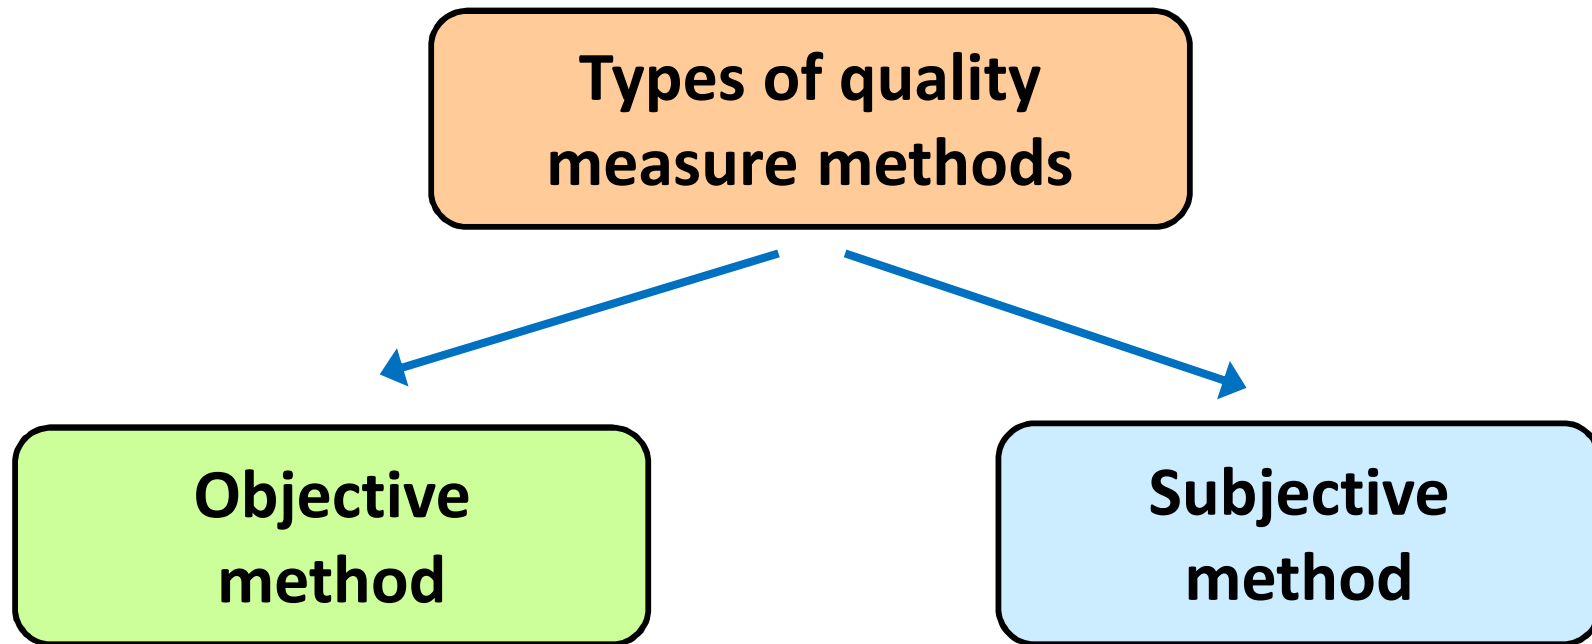 Types of quality
measure methods
Objective
method
Subjective
method